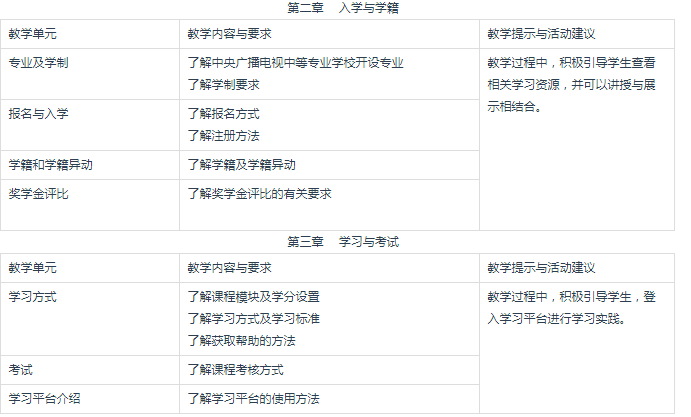 第二章 入学与学籍
教学单元 教学内容与要求 教学提示与活动建议
专业及学制 了解中央广播电视中等专业学校开设专业 教学过程中，积极引导学生查看
了解学制要求 相关学习资源，并可以讲授与展
报名与入学 了解报名方式 示相结合。
了解注册方法
学籍和学籍异动 了解学籍及学籍异动
奖学金评比 了解奖学金评比的有关要求
第三章 学习与考试
教学单元 教学内容与要求 教学提示与活动建议
学习方式 了解课程模块及学分设置 教学过程中，积极引导学生，登
了解学习方式及学习标准 入学习平台进行学习实践。
了解获取帮助的方法
考试 了解课程考核方式
学习平台介绍 了解学习平台的使用方法